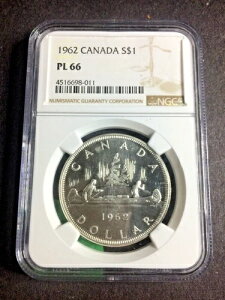 1962 CANADA S$1
PL 66
4516698-011
NUMISMATIC GUARANTY CORPORATION
NGC
CANADA
1962
DOLLAR